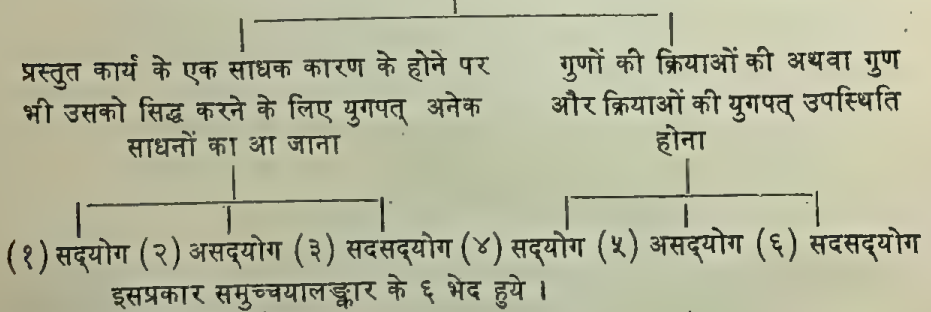 प्रस्तुत कार्य के एक साधक कारण के होने पर
भी उसको सिद्ध करने के लिए युगपत् अनेक
साधनों का आ जाना
गुणों की क्रियाओं की अथवा गुण
और क्रियाओं की युगपत् उपस्थिति
होना
(१) सद्योग (२) असद्योग (३) सदसद्योग (४) सद्योग (५) असद्योग (६) सदसद्योग
इसप्रकार समुच्चयालङ्कार के ६ भेद हुये ।